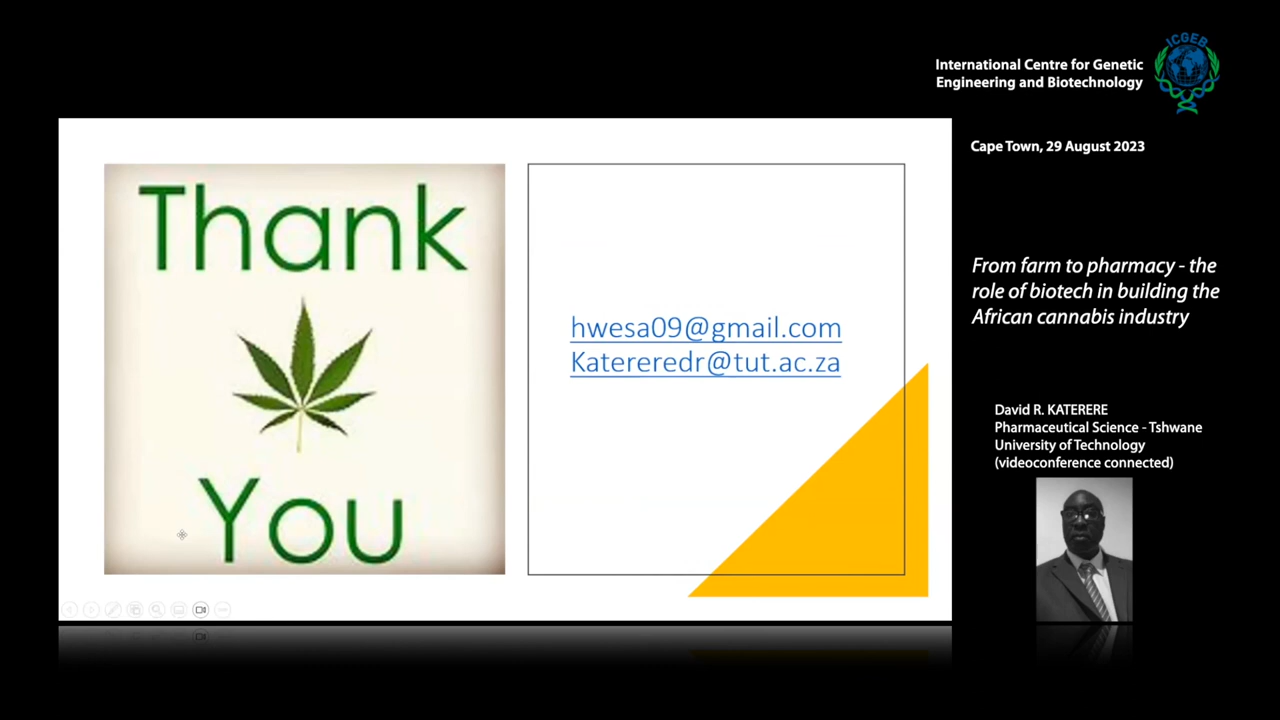 ICGEB
International Centre for Genetic
Engineering and Biotechnology
Cape Town, 29 August 2023
Thank
You
hwesa09@gmail.com
Katereredr@tut.ac.za
From farm to pharmacy - the
role of biotech in building the
African cannabis industry
David R. KATERERE
Pharmaceutical Science - Tshwane
University of Technology
(videoconference connected)